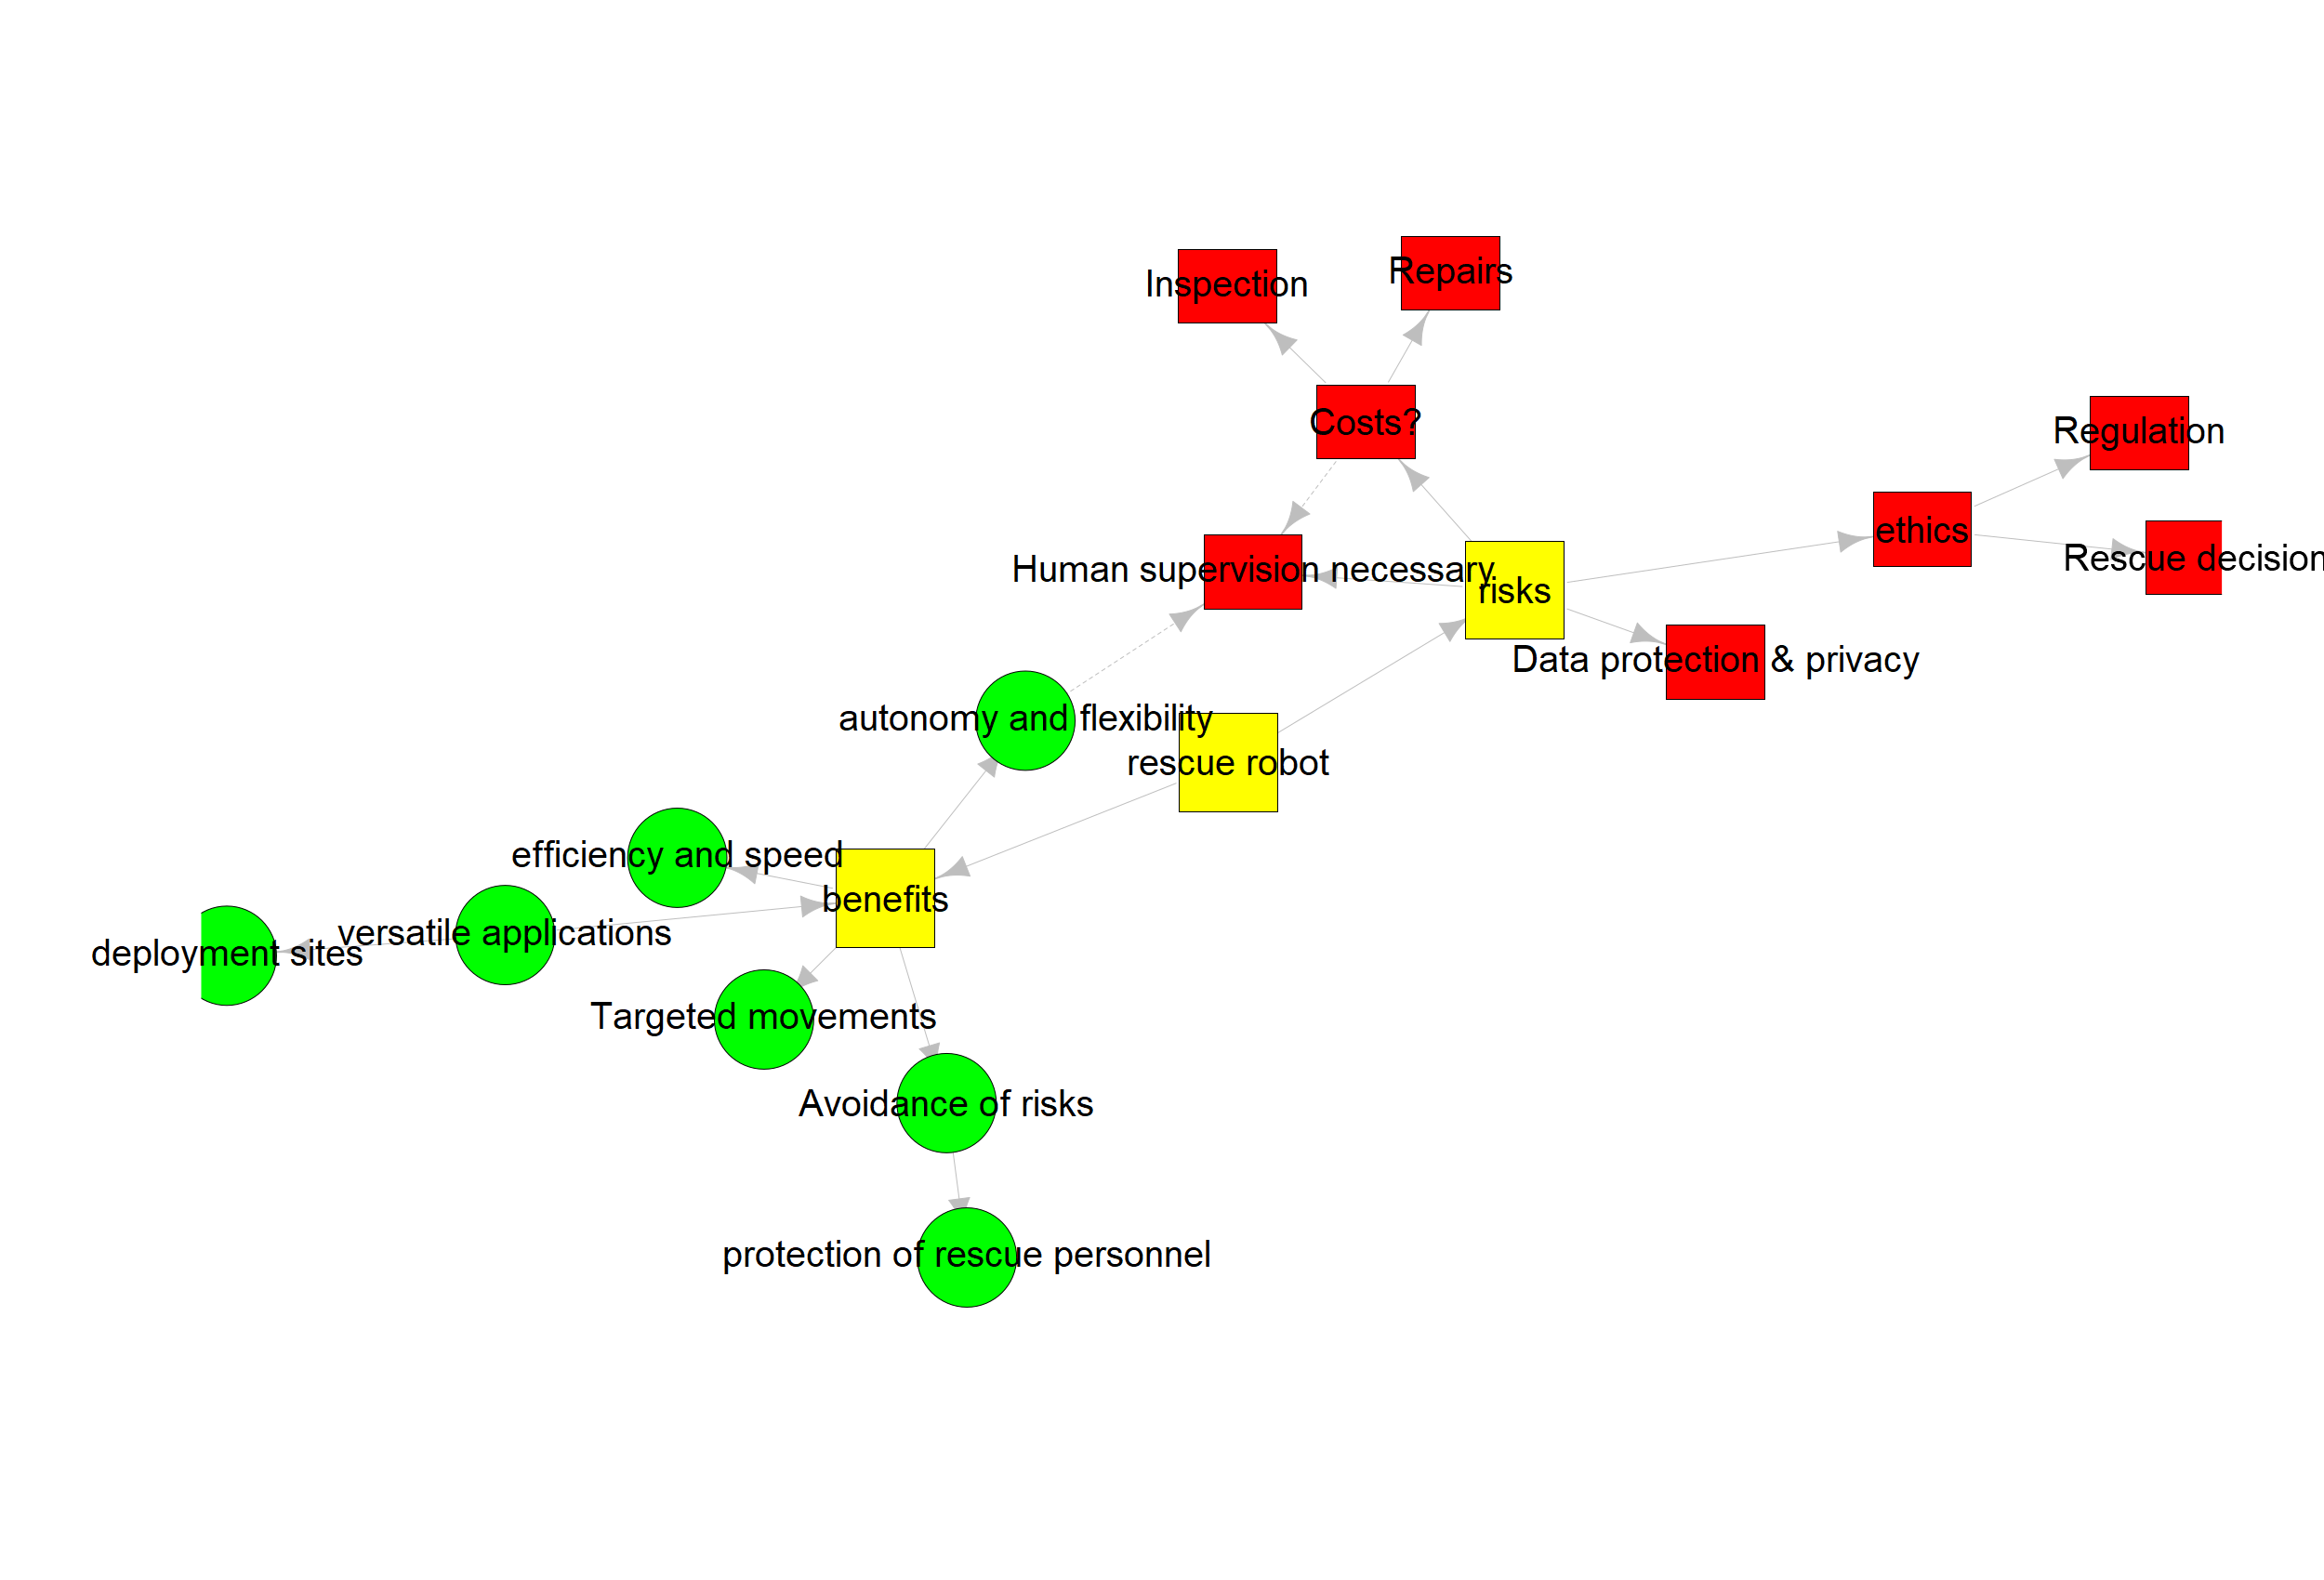 Repairs
Inspection
Costs?
Regulation
ethics
Rescue decision
Human supervision necessary
risks
Data protection & privacy
autonomy and flexibility
rescue robot
efficiency and speed
benefits
versatile applications
deployment sites
Targeted movements
Avoidance of risks
protection of rescue personnel